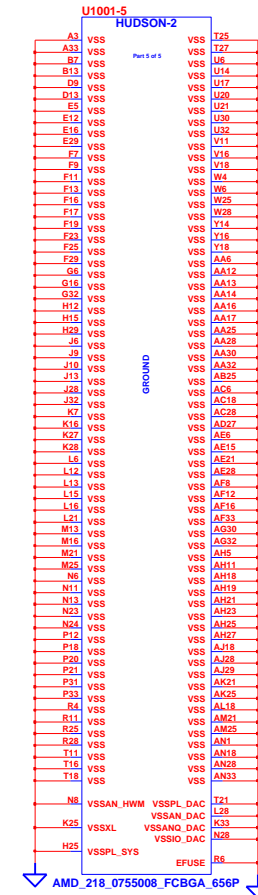 U1001-5
HUDSON-2
A3 VSS VSS T25
A33 VSS VSS T27
Part 5 of 5
B7 VSS VSS U6
B13 VSS VSS U14
D9 VSS VSS U17
D13 VSS VSS U20
E5 VSS VSS U21
E12 VSS VSS U30
E16 VSS VSS U32
E29 VSS VSS V11
F7 VSS VSS V16
F9 VSS VSS V18
F11 VSS VSS W4
F13 VSS VSS W6
F16 VSS VSS W25
F17 VSS VSS W28
F19 VSS VSS Y14
F23 VSS VSS Y16
F25 VSS VSS Y18
F29 VSS VSS AA6
G6 VSS VSS AA12
G16 VSS VSS AA13
G32 VSS VSS AA14
H12 VSS VSS AA16
H15 VSS VSS AA17
H29 VSS VSS AA25
J6 VSS VSS AA28
J9 VSS VSS AA30
J10 VSS VSS AA32
J13 VSS VSS AB25
GROUND
J28 VSS VSS AC6
J32 VSS VSS AC18
K7 VSS VSS AC28
K16 VSS VSS AD27
K27 VSS VSS AE6
K28 VSS VSS AE15
L6 VSS VSS AE21
L12 VSS VSS AE28
L13 VSS VSS AF8
L15 VSS VSS AF12
L16 VSS VSS AF16
L21 VSS VSS AF33
M13 VSS VSS AG30
M16 VSS VSS AG32
M21 VSS VSS AH5
M25 VSS VSS AH11
N6 VSS VSS AH18
N11 VSS VSS AH19
N13 VSS VSS AH21
N23 VSS VSS AH23
N24 VSS VSS AH25
P12 VSS VSS AH27
P18 VSS VSS AJ18
P20 VSS VSS AJ28
P21 VSS VSS AJ29
P31 VSS VSS AK21
P33 VSS VSS AK25
R4 VSS VSS AL18
R11 VSS VSS AM21
R25 VSS VSS AM25
R28 VSS VSS AN1
T11 VSS VSS AN18
T16 VSS VSS AN28
T18 VSS VSS AN33
N8 VSSAN_HWM VSSPL_DAC T21
VSSAN_DAC L28
K25 VSSXL VSSANQ_DAC K33
VSSIO_DAC N28
H25 VSSPL_SYS
EFUSE R6
AMD_218_0755008_FCBGA_656P